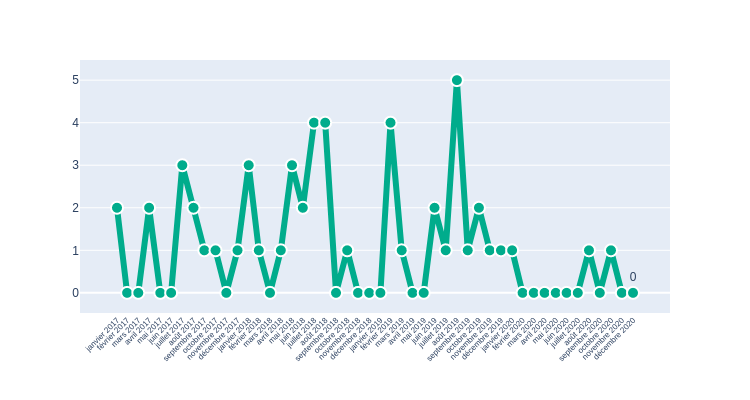 5
4
3
2
1
0
0
janvier 2017
février 2017
mars 2017
avril 2017
mai 2017
juin 2017
juillet 2017
août 2017
septembre 2017
octobre 2017
novembre 2017
décembre 2017
janvier 2018
février 2018
mars 2018
avril 2018
mai 2018
juin 2018
juillet 2018
août 2018
septembre 2018
octobre 2018
novembre 2018
décembre 2018
janvier 2019
février 2019
mars 2019
avril 2019
mai 2019
juin 2019
juillet 2019
août 2019
septembre 2019
octobre 2019
novembre 2019
décembre 2019
janvier 2020
février 2020
mars 2020
avril 2020
mai 2020
juin 2020
juillet 2020
août 2020
septembre 2020
octobre 2020
novembre 2020
décembre 2020